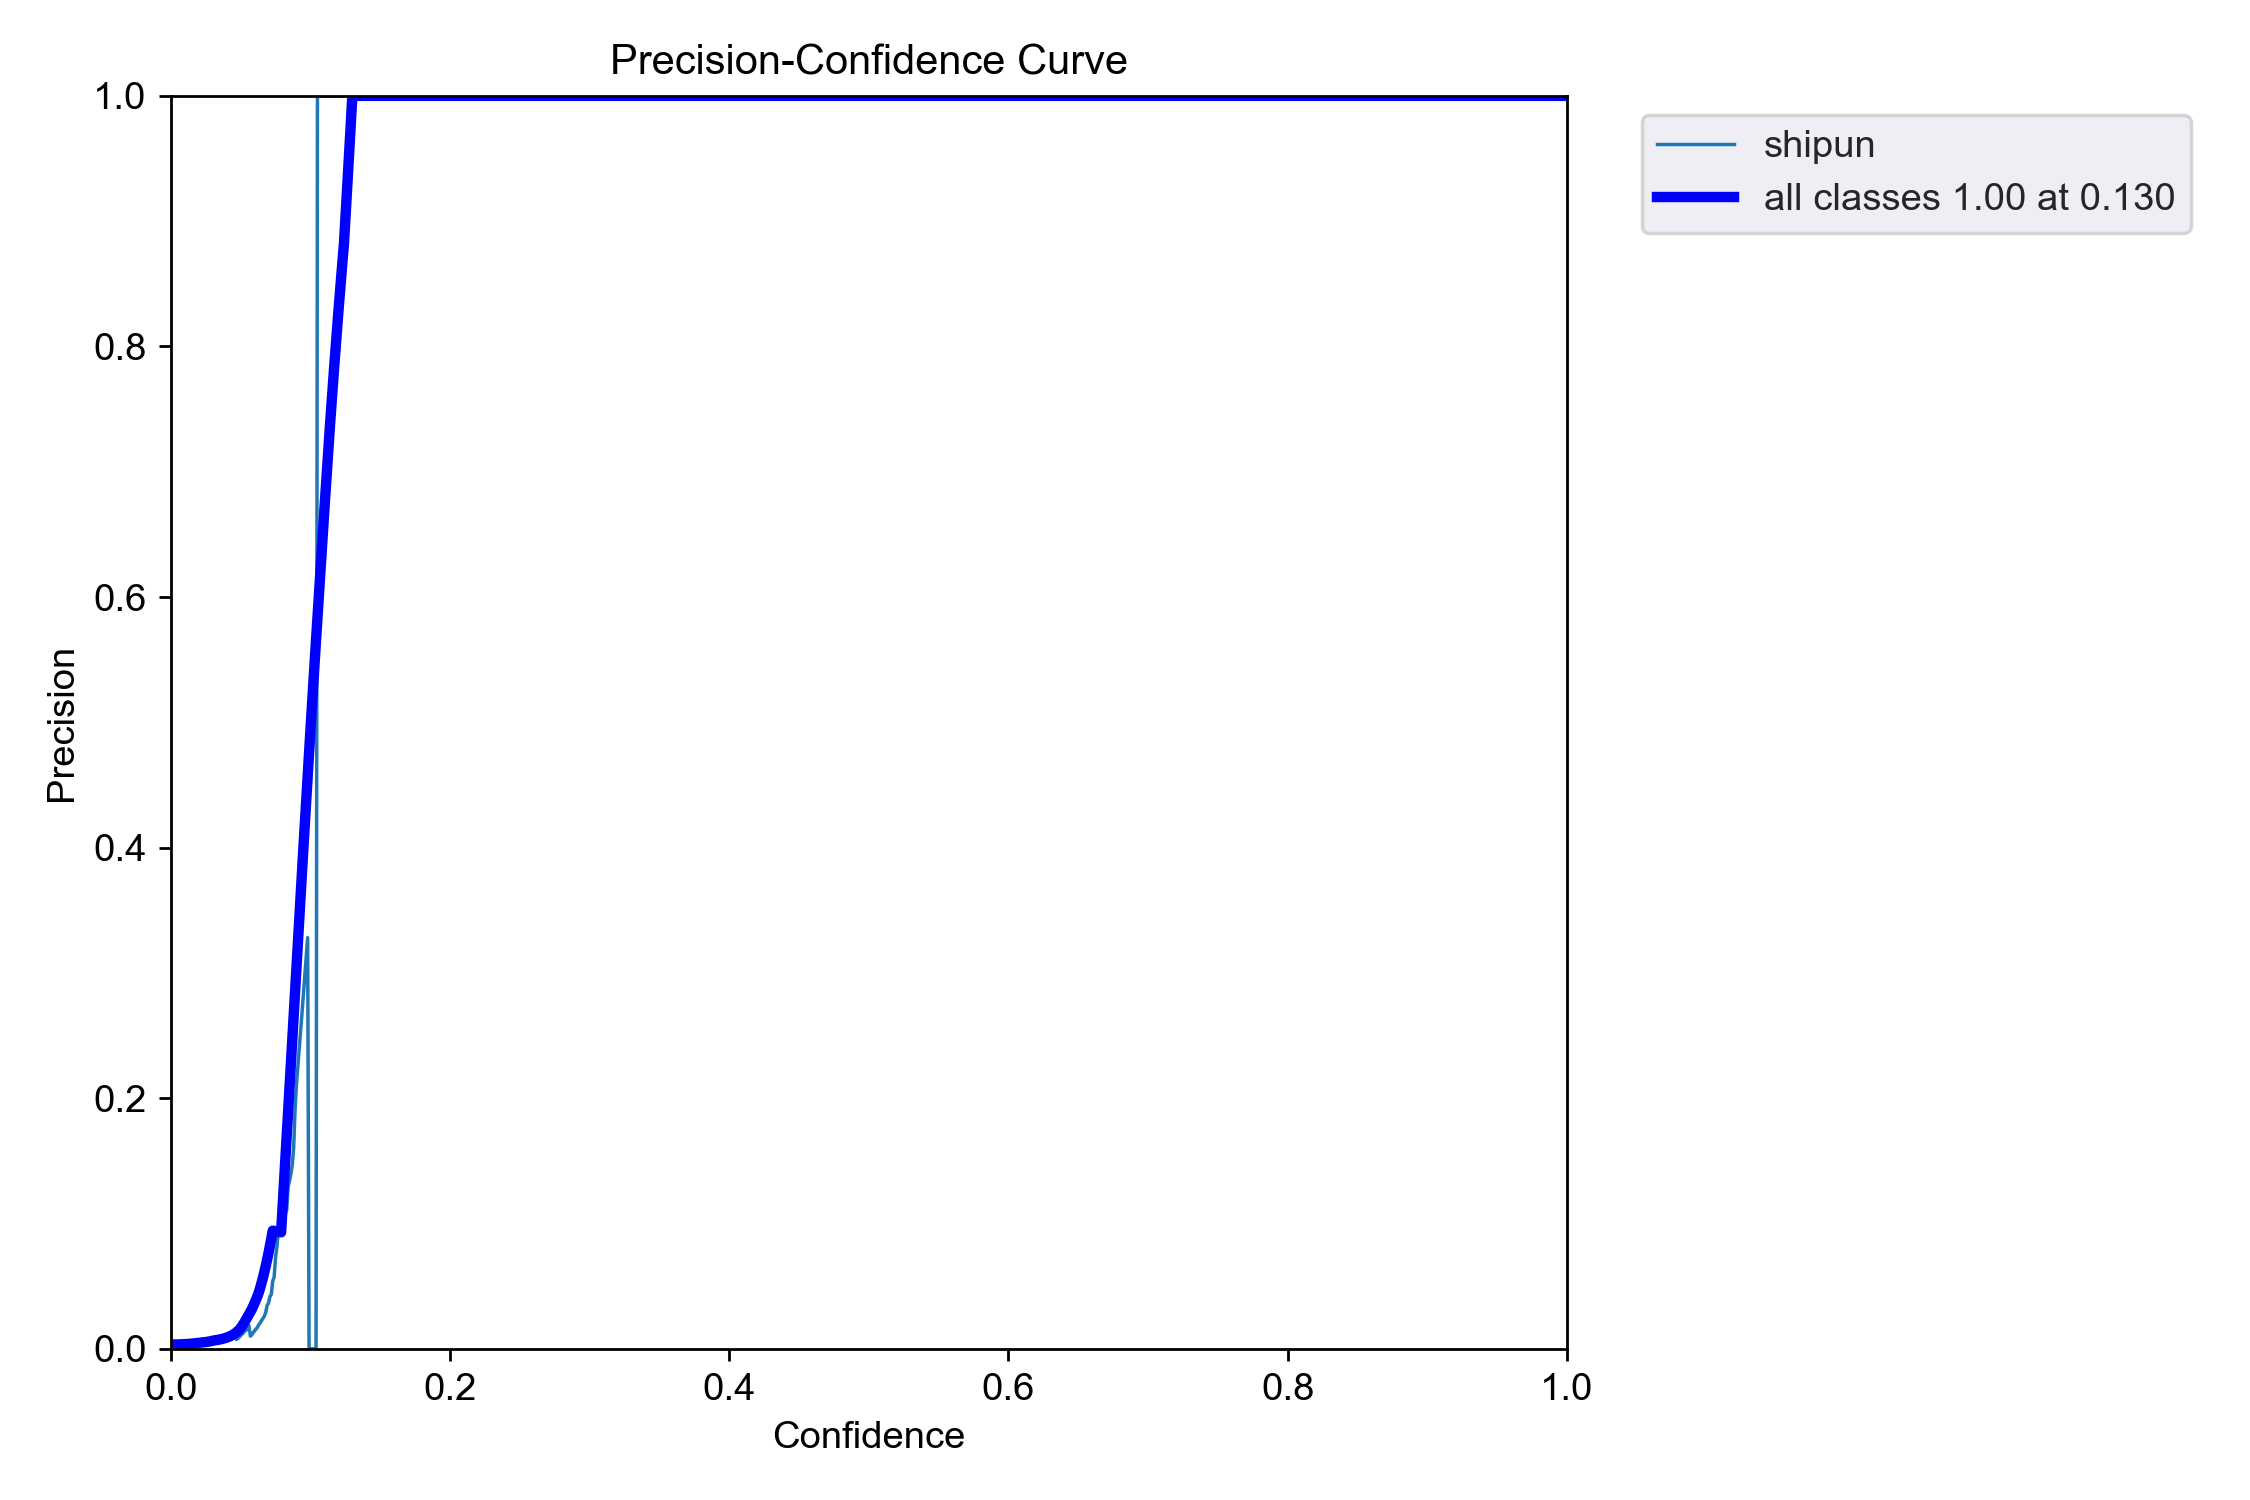 Precision-Confidence Curve
1.0
0.8
0.6
0.4
0.2
0.0
Precision
0.0 0.2 0.4 0.6 0.8 1.0
Confidence
shipun
all classes 1.00 at 0.130